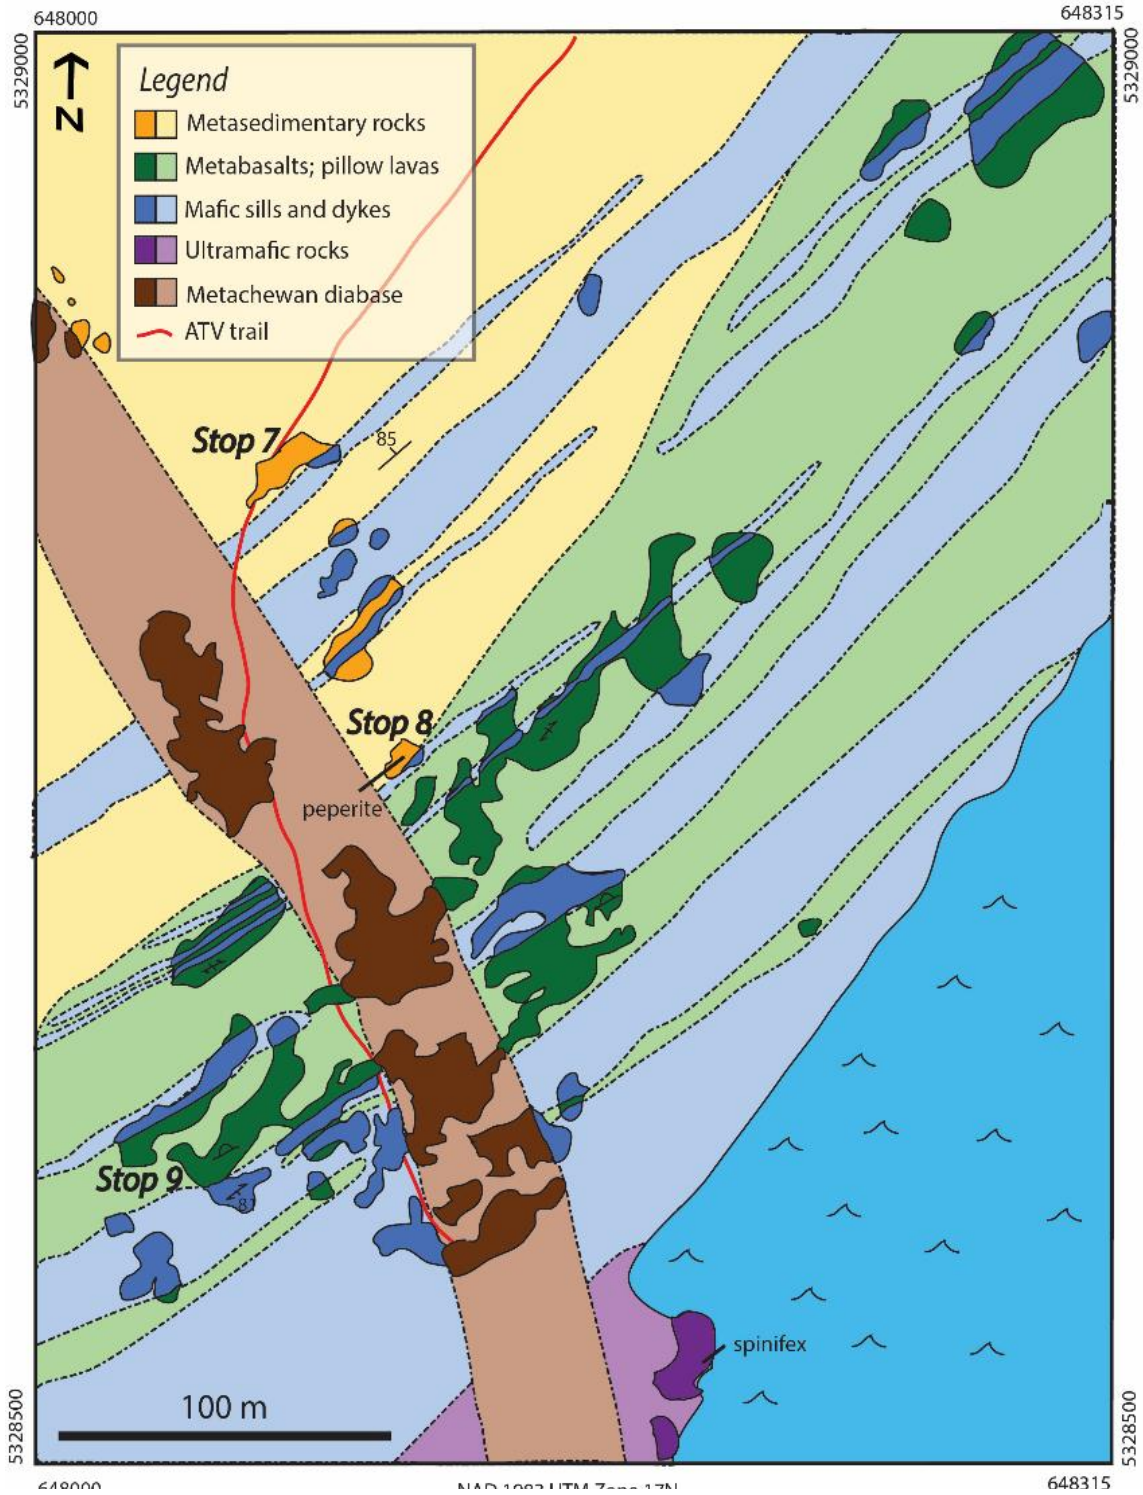 648000
648315
5329000
5329000
N
Legend
Metasedimentary rocks
Metabasalts; pillow lavas
Mafic sills and dykes
Ultramafic rocks
Metachewan diabase
ATV trail
Stop 7
85
Stop 8
peperite
Stop 9
81
spinifex
100 m
5328500
5328500
648000
NAD 1983 UTM Zone 17N
648315